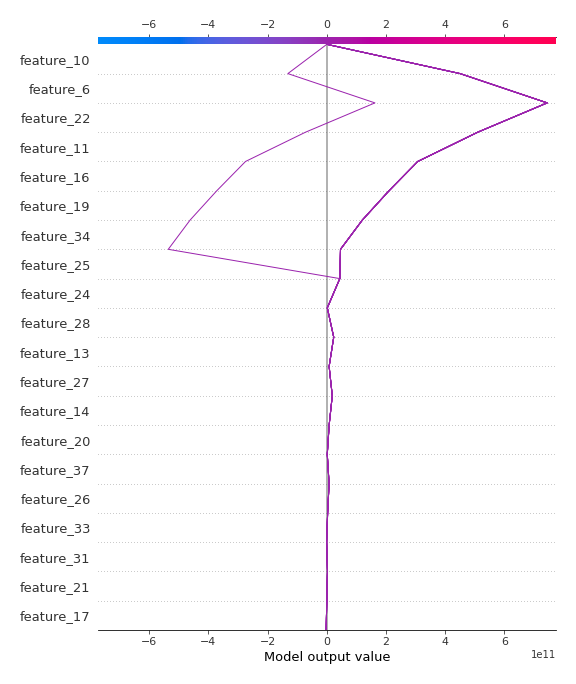 −6 −4 −2 0 2 4 6
feature_10
feature_6
feature_22
feature_11
feature_16
feature_19
feature_34
feature_25
feature_24
feature_28
feature_13
feature_27
feature_14
feature_20
feature_37
feature_26
feature_33
feature_31
feature_21
feature_17
−6 −4 −2 0 2 4 6
1e11
Model output value